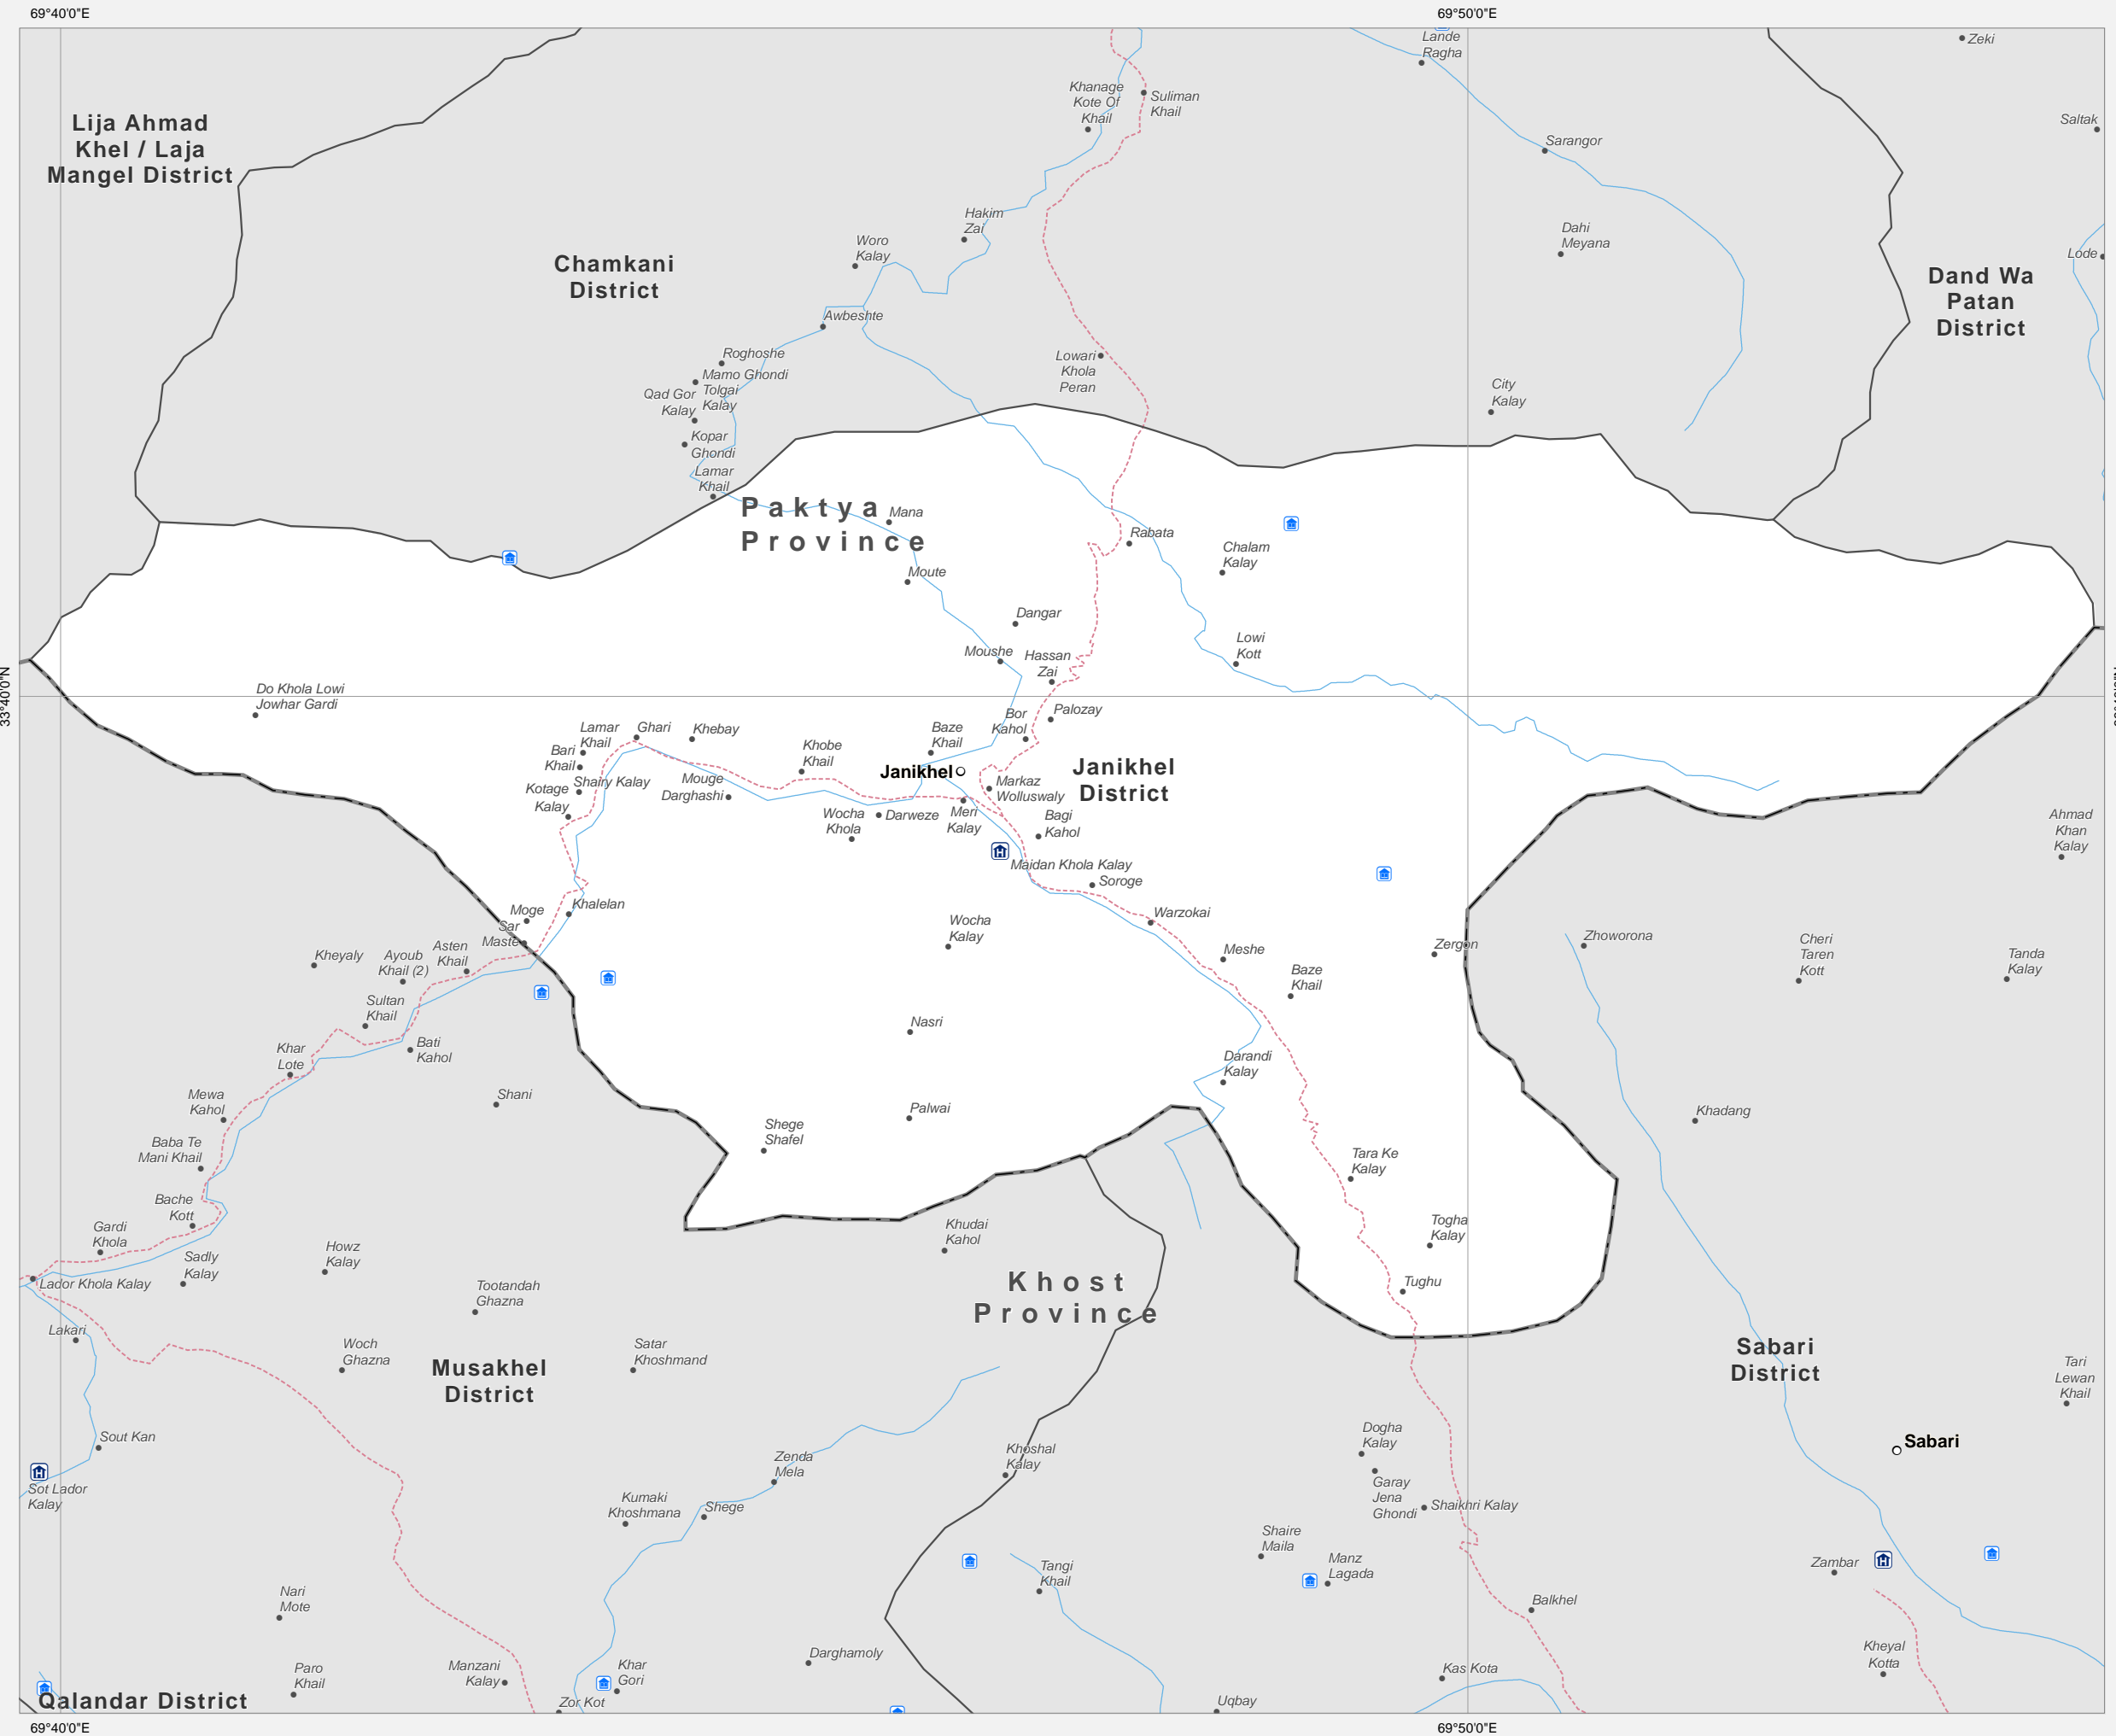 69°40'0"E
69°50'0"E
Lande
Ragha
Zeki
Khanage
Kote Of
Khail
Suliman
Khail
Saltak
Lija Ahmad
Khel / Laja
Mangel District
Sarangor
Hakim
Zai
Woro
Kalay
Dahi
Meyana
Lode
Chamkani
District
Dand Wa
Patan
District
Awbeshte
Roghoshe
Lowari
Khola
Peran
Mamo Ghondi
Tolgai
Kalay
Qad Gor
Kalay
City
Kalay
Kopar
Ghondi
Lamar
Khail
Paktya
Province
Mana
Rabata
Chalam
Kalay
Moute
Dangar
Lowi
Kott
Moushe
Hassan
Zai
33°40'0"N
Do Khola Lowi
Jowhar Gardi
Palozay
Bor
Kahol
Lamar
Khail
Ghari
Khebay
Baze
Khail
Khobe
Khail
Bari
Khail
Janikhel
Janikhel
District
Shairy Kalay
Kotage
Kalay
Mouge
Darghashi
Markaz
Wolluswaly
Wocha
Khola
Darweze
Meri
Kalay
Bagi
Kahol
Ahmad
Khan
Kalay
Maidan Khola Kalay
Soroge
Moge
Khalelan
Sar
Maste
Wocha
Kalay
Warzokai
Zergon
Zhoworona
Cheri
Taren
Kott
Tanda
Kalay
Kheyaly
Ayoub
Khail (2)
Asten
Khail
Meshe
Baze
Khail
Sultan
Khail
Nasri
Bati
Kahol
Khar
Lote
Darandi
Kalay
Shani
Mewa
Kahol
Palwai
Khadang
Shege
Shafel
Baba Te
Mani Khail
Tara Ke
Kalay
Bache
Kott
Gardi
Khola
Khudai
Kahol
Togha
Kalay
Howz
Kalay
Sadly
Kalay
Lador Khola Kalay
Tootandah
Ghazna
Khost
Province
Tughu
Lakari
Woch
Ghazna
Satar
Khoshmand
Musakhel
District
Sabari
District
Tari
Lewan
Khail
Sout Kan
Dogha
Kalay
Sabari
Khoshal
Kalay
Zenda
Mela
Garay
Jena
Ghondi
Sot Lador
Kalay
Kumaki
Khoshmana
Shege
Shaikhri Kalay
Shaire
Maila
Manz
Lagada
Tangi
Khail
Zambar
Nari
Mote
Balkhel
Darghamoly
Kheyal
Kotta
Paro
Khail
Manzani
Kalay
Khar
Gori
Kas Kota
Qalandar District
Zor Kot
Uqbay
69°40'0"E
69°50'0"E